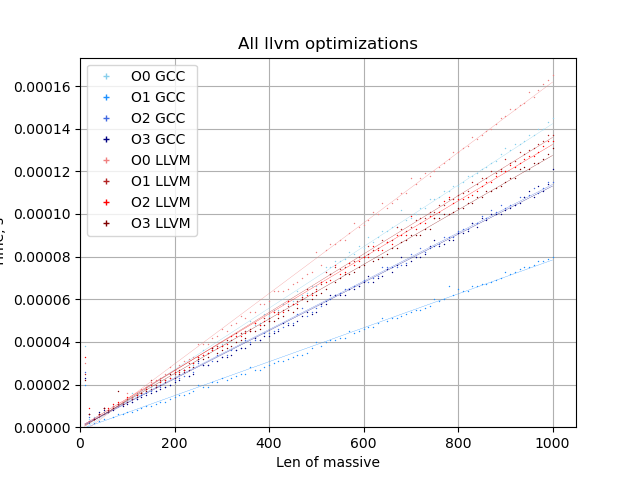 All llvm optimizations
0.00016
0.00014
0.00012
0.00010
0.00008
0.00006
0.00004
0.00002
0.00000
O0 GCC
O1 GCC
O2 GCC
O3 GCC
O0 LLVM
O1 LLVM
O2 LLVM
O3 LLVM
0
200
400
600
800
1000
Len of massive